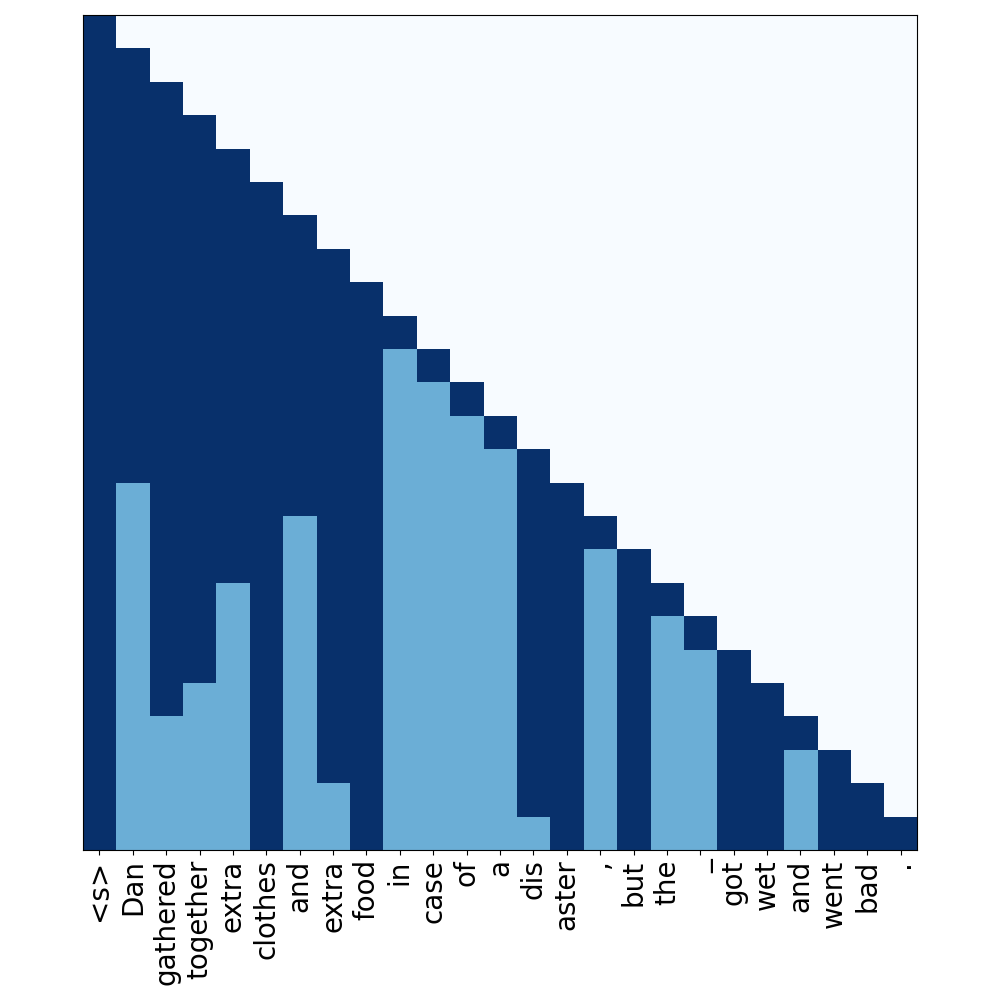 <s> Dan gathered together extra clothes and extra food in case of a dis aster , but the _ got wet and went bad .